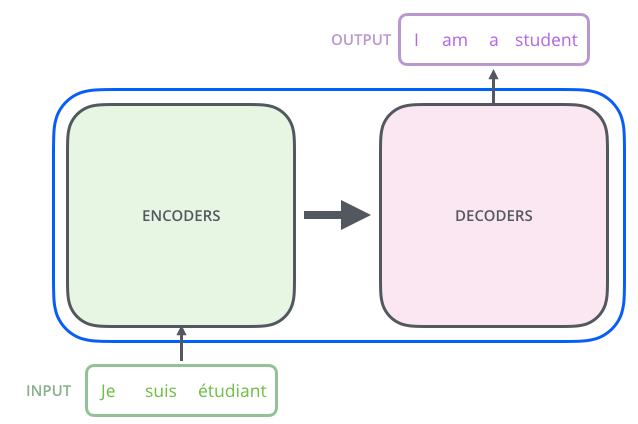 OUTPUT I am a student
ENCODERS DECODERS
INPUT Je suis étudiant